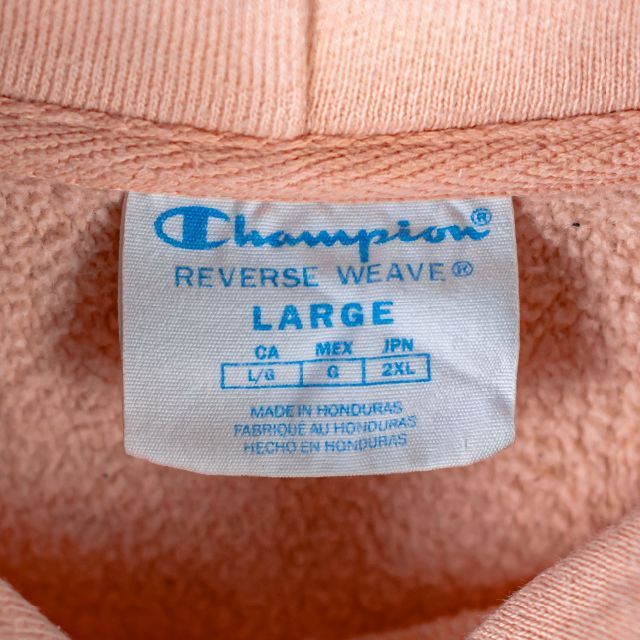 Champion®
REVERSE WEAVE®
LARGE
CA MEX JPN
L/G G 2XL
MADE IN HONDURAS
FABRIQUÉ AU HONDURAS
HECHO EN HONDURAS